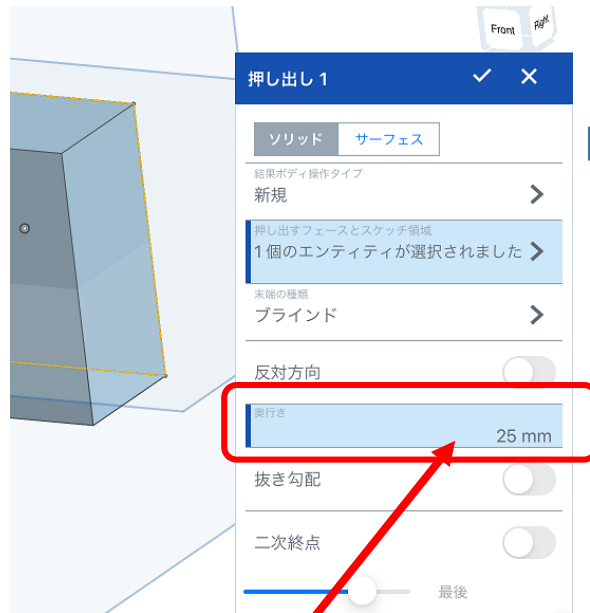 Front
Right
押し出し 1
ソリッド
サーフェス
結果ボディ操作タイプ
新規
押し出すフェースとスケッチ領域
1 個のエンティティが選択されました
末端の種類
ブラインド
反対方向
奥行き
25 mm
抜き勾配
二次終点
最後